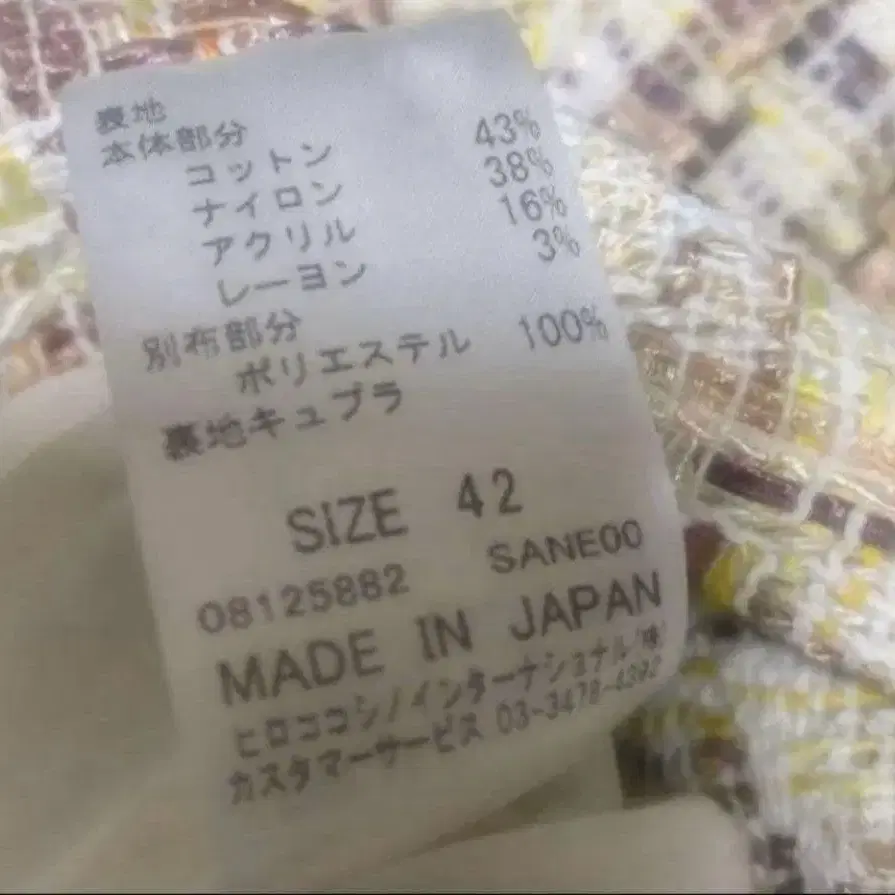 表地
本体部分
コットン 43%
ナイロン 38%
アクリル 16%
レーヨン 3%
別布部分
ポリエステル 100%
裏地キュプラ
SIZE 42
08125882 SANE00
MADE IN JAPAN
ヒロココシノインターナショナル(株)
カスタマーサービス 03-3478-4392